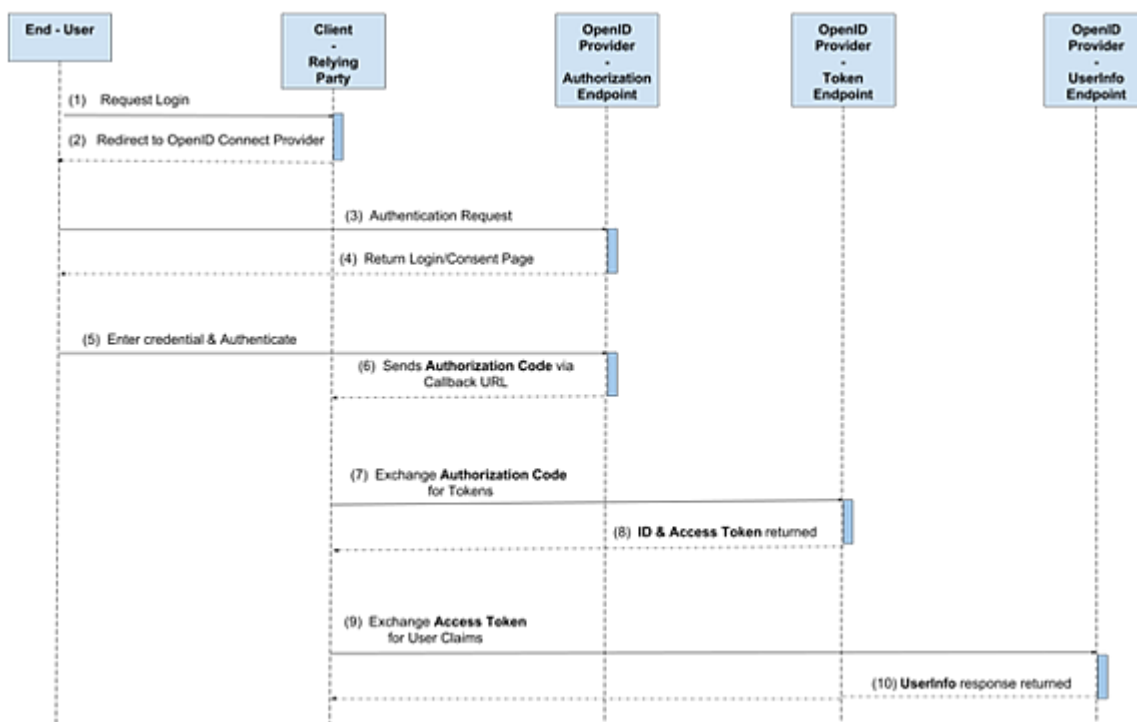 End - User
Client
-
Relying
Party
OpenID
Provider
-
Authorization
Endpoint
OpenID
Provider
-
Token
Endpoint
OpenID
Provider
-
UserInfo
Endpoint
(1) Request Login
(2) Redirect to OpenID Connect Provider
(3) Authentication Request
(4) Return Login/Consent Page
(5) Enter credential & Authenticate
(6) Sends Authorization Code via
Callback URL
(7) Exchange Authorization Code
for Tokens
(8) ID & Access Token returned
(9) Exchange Access Token
for User Claims
(10) UserInfo response returned